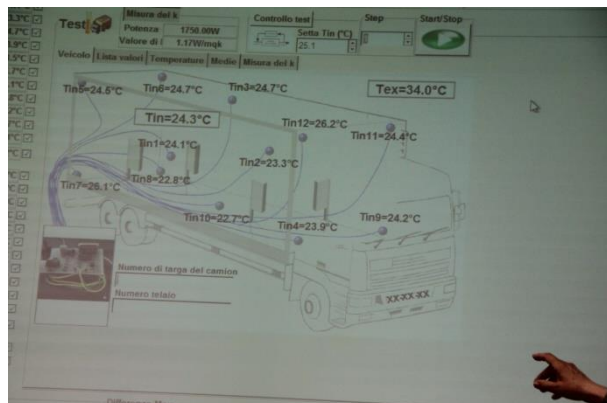 Test
Misura del k
Potenza 1756.00W
Valore di 1.17W/mqk
Controllo test
Setta Tin (°C)
25.1
Step
Start/Stop
Veicolo Lista valori Temperature Medie Misura del k
Tin5=24.5°C
Tin6=24.7°C
Tin3=24.7°C
Tex=34.0°C
Tin=24.3°C
Tin12=26.2°C
Tin11=24.4°C
Tin1=24.1°C
Tin2=23.3°C
Tin8=22.8°C
Tin7=26.1°C
Tin10=22.7°C
Tin4=23.9°C
Tin9=24.2°C
Numero di targa del camion
Numero telaio
XX-XX-XX